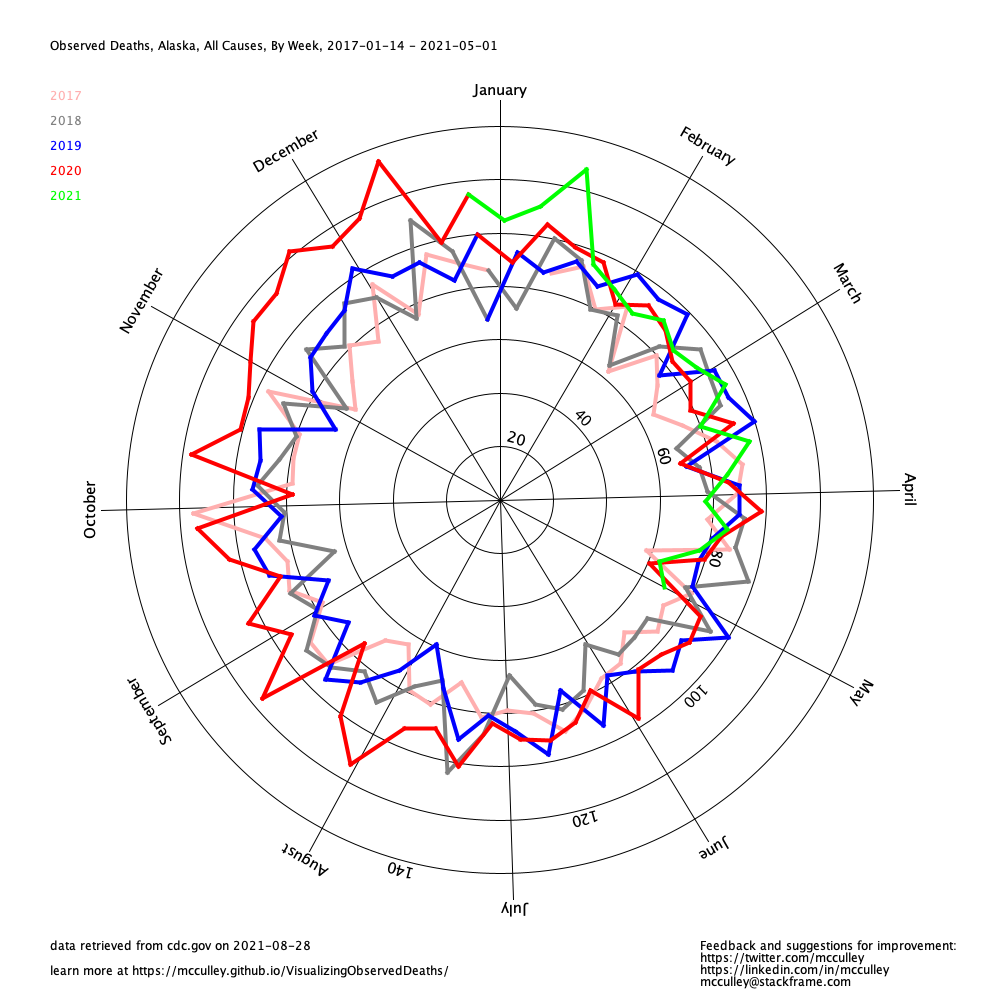 Observed Deaths, Alaska, All Causes, By Week, 2017-01-14 - 2021-05-01
2017
2018
2019
2020
2021
January
February
March
April
May
June
July
August
September
October
November
December
20
40
60
80
100
120
140
data retrieved from cdc.gov on 2021-08-28
learn more at https://mcculley.github.io/VisualizingObservedDeaths/
Feedback and suggestions for improvement:
https://twitter.com/mcculley
https://linkedin.com/in/mcculley
mcculley@stackframe.com